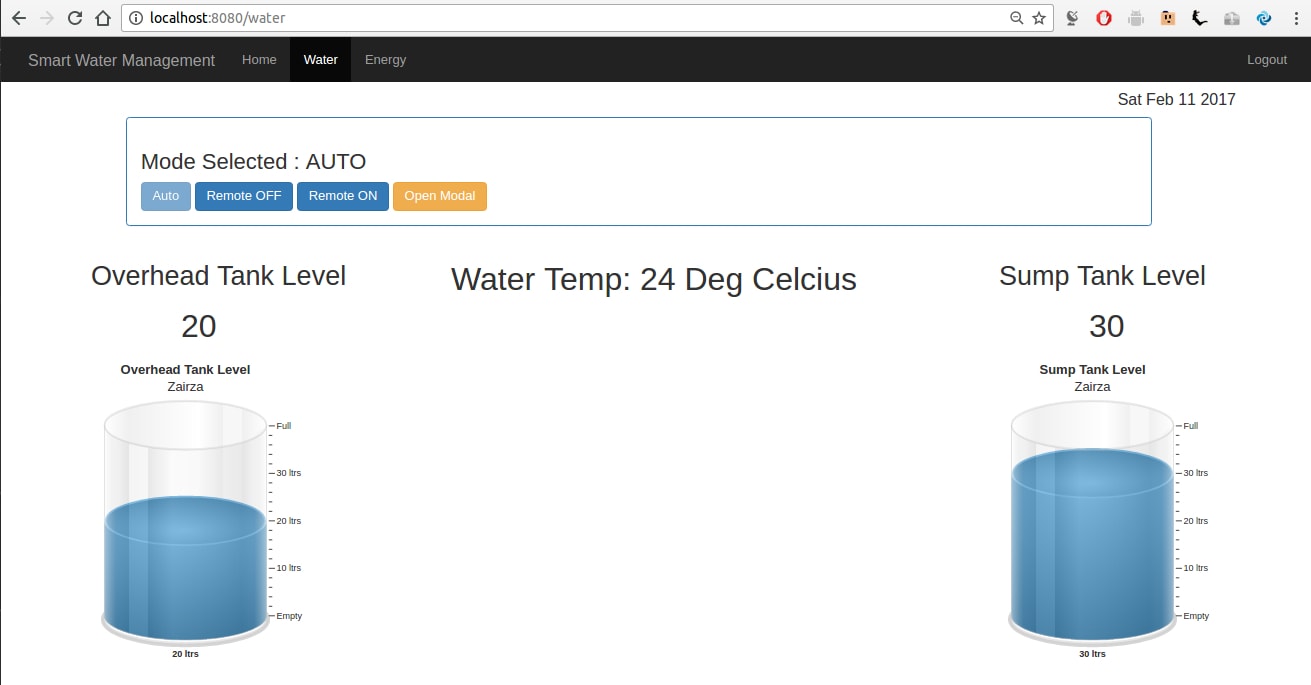 localhost:8080/water
Smart Water Management Home Water Energy Logout
Sat Feb 11 2017
Mode Selected : AUTO
Auto Remote OFF Remote ON Open Modal
Overhead Tank Level
20
Overhead Tank Level
Zairza
Full
30 ltrs
20 ltrs
10 ltrs
Empty
20 ltrs
Water Temp: 24 Deg Celcius
Sump Tank Level
30
Sump Tank Level
Zairza
Full
30 ltrs
20 ltrs
10 ltrs
Empty
30 ltrs